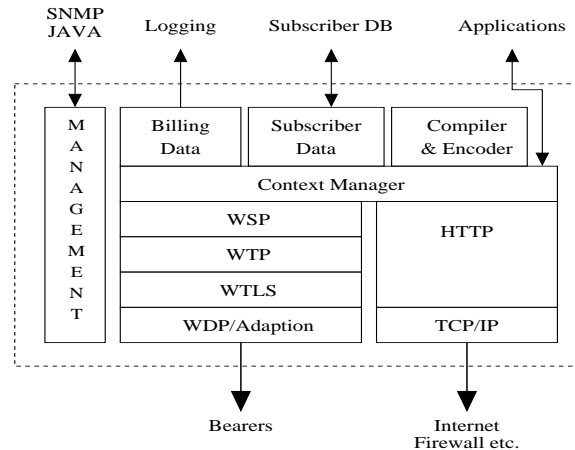 SNMP
JAVA
Logging
Subscriber DB
Applications
M
A
N
A
G
E
M
E
N
T
Billing
Data
Subscriber
Data
Compiler
& Encoder
Context Manager
WSP
WTP
WTLS
WDP/Adaption
HTTP
TCP/IP
Bearers
Internet
Firewall etc.